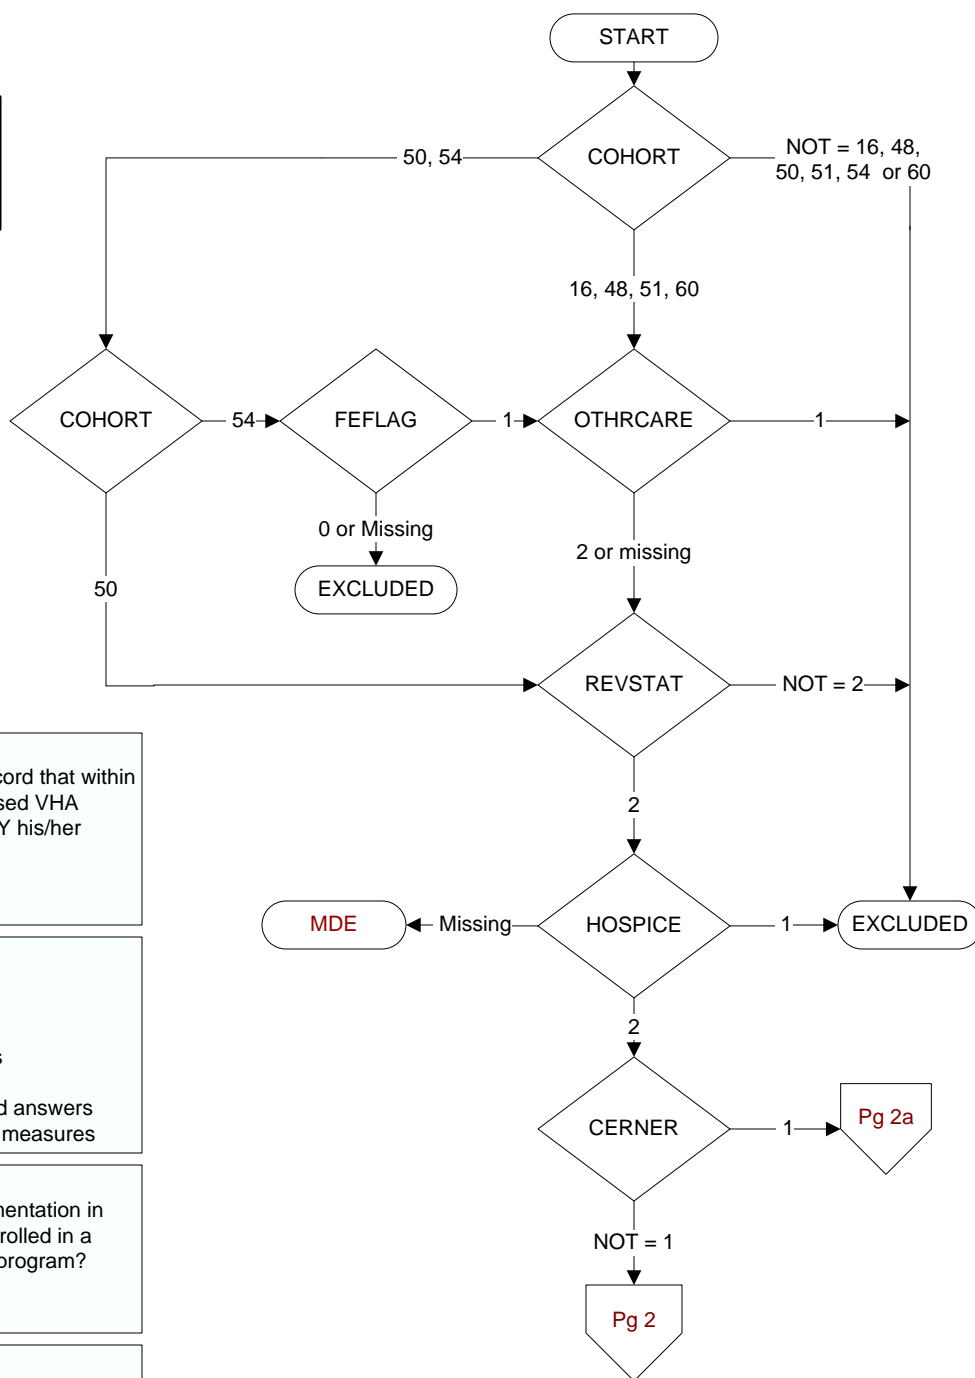 START
COHORT
50, 54
NOT = 16, 48,
50, 51, 54 or 60
16, 48, 51, 60
COHORT
54
FEFLAG
1
OTHRCARE
1
0 or Missing
2 or missing
EXCLUDED
50
REVSTAT
NOT = 2
cord that within
sed VHA
Y his/her
2
MDE
Missing
HOSPICE
1
EXCLUDED
2
s
d answers
measures
CERNER
1
Pg 2a
nentation in
rolled in a
program?
NOT = 1
Pg 2